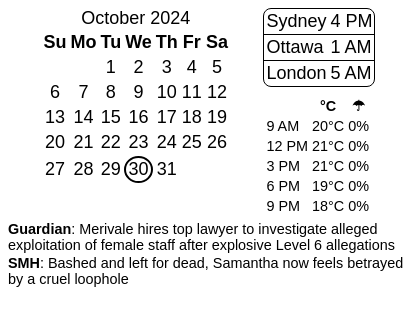 October 2024
Su Mo Tu We Th Fr Sa
1 2 3 4 5
6 7 8 9 10 11 12
13 14 15 16 17 18 19
20 21 22 23 24 25 26
27 28 29 30 31
Sydney 4 PM
Ottawa 1 AM
London 5 AM
°C ☂
9 AM 20°C 0%
12 PM 21°C 0%
3 PM 21°C 0%
6 PM 19°C 0%
9 PM 18°C 0%
Guardian: Merivale hires top lawyer to investigate alleged
exploitation of female staff after explosive Level 6 allegations
SMH: Bashed and left for dead, Samantha now feels betrayed
by a cruel loophole